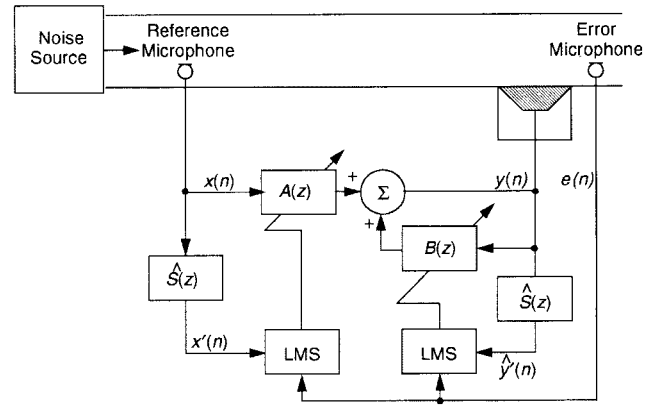 Noise
Source
Reference
Microphone
Error
Microphone
x(n)
A(z)
+
Σ
+
y(n)
e(n)
B(z)
Ŝ(z)
Ŝ(z)
x'(n)
LMS
LMS
ŷ'(n)